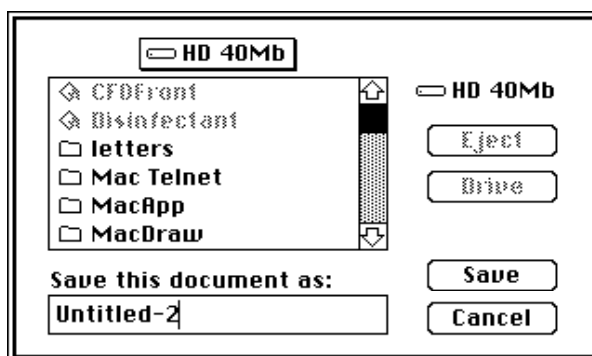 HD 40Mb
CFDFront
Disinfectant
letters
Mac Telnet
MacApp
MacDraw
Save this document as:
Untitled-2
HD 40Mb
Eject
Drive
Save
Cancel